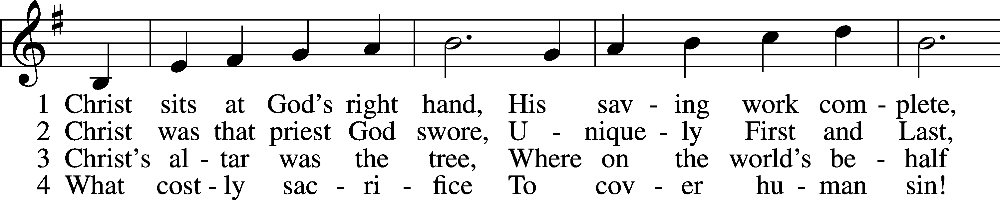 1 Christ sits at God's right hand, His sav - ing work com - plete,
2 Christ was that priest God swore, U - nique - ly First and Last,
3 Christ's al - tar was the tree, Where on the world's be - half
4 What cost - ly sac - ri - fice To cov - er hu - man sin!